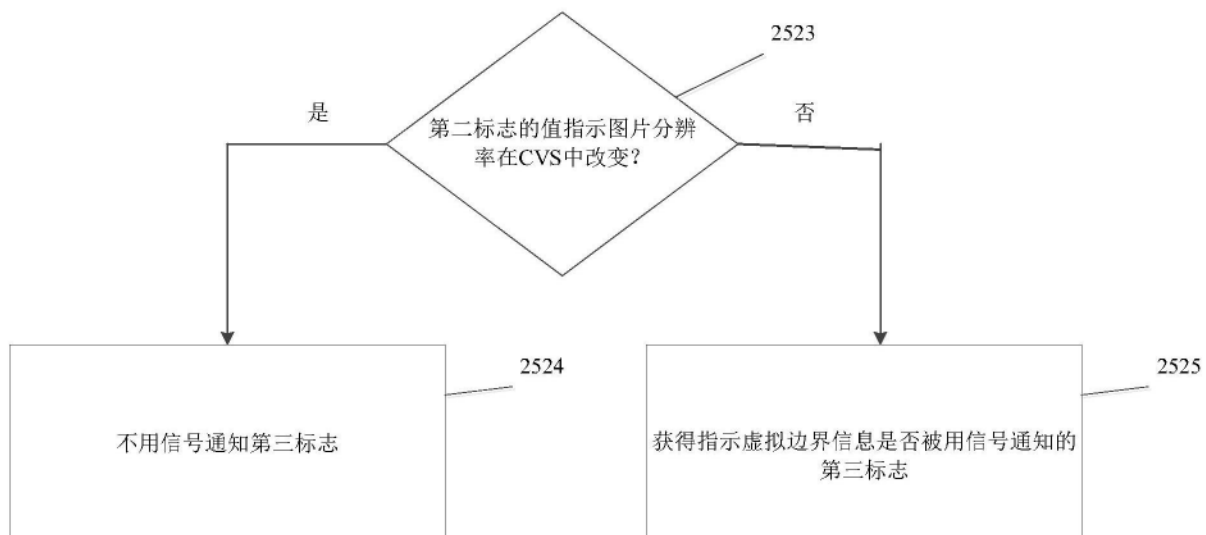 2523
是
否
第二标志的值指示图片分辨
率在CVS中改变？
2524
2525
不用信号通知第三标志
获得指示虚拟边界信息是否被用信号通知的
第三标志